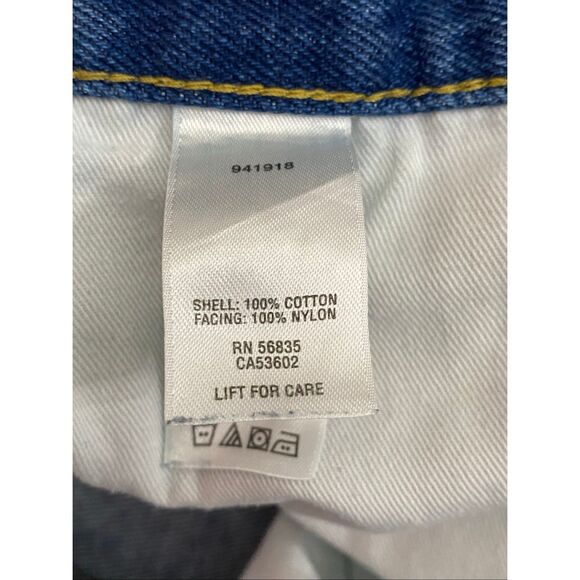 941918
SHELL: 100% COTTON
FACING: 100% NYLON
RN 56835
CA53602
LIFT FOR CARE